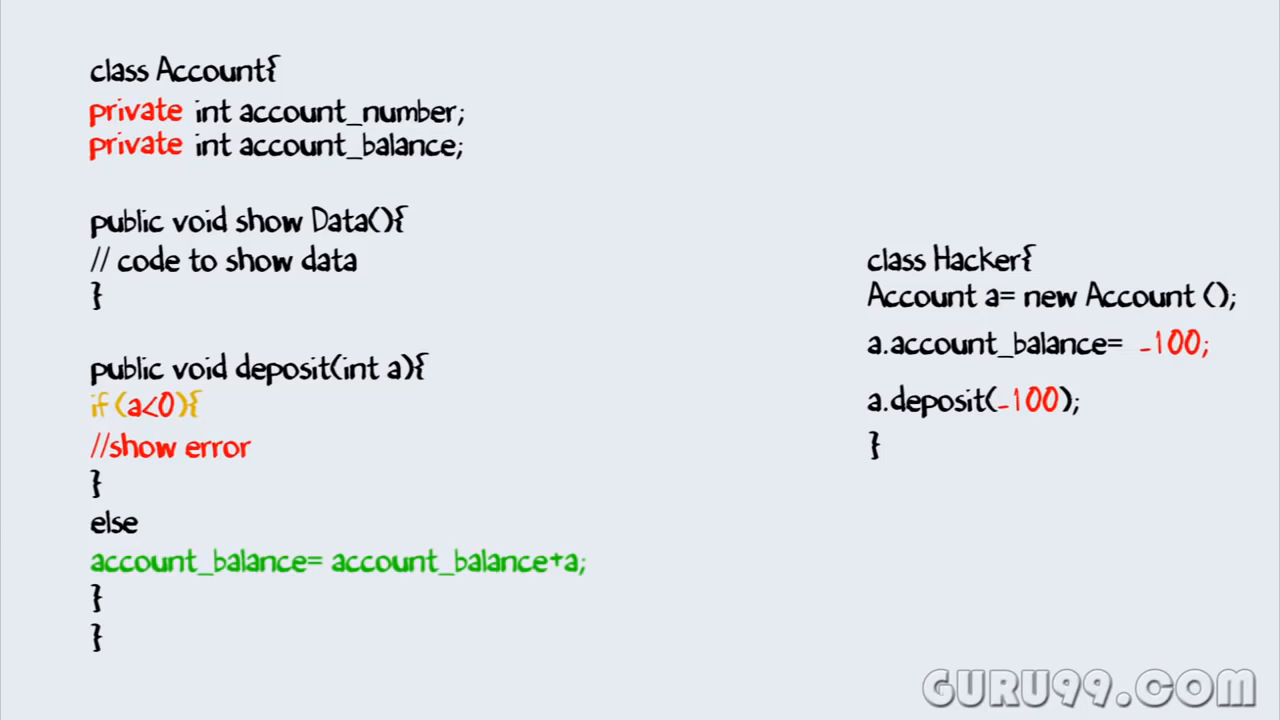 class Account{
private int account_number;
private int account_balance;
public void show Data(){
// code to show data
}
public void deposit(int a){
if (a<0){
//show error
}
else
account_balance= account_balance+a;
}
}
class Hacker{
Account a= new Account ();
a.account_balance= -100;
a.deposit(-100);
}
GURU99.COM